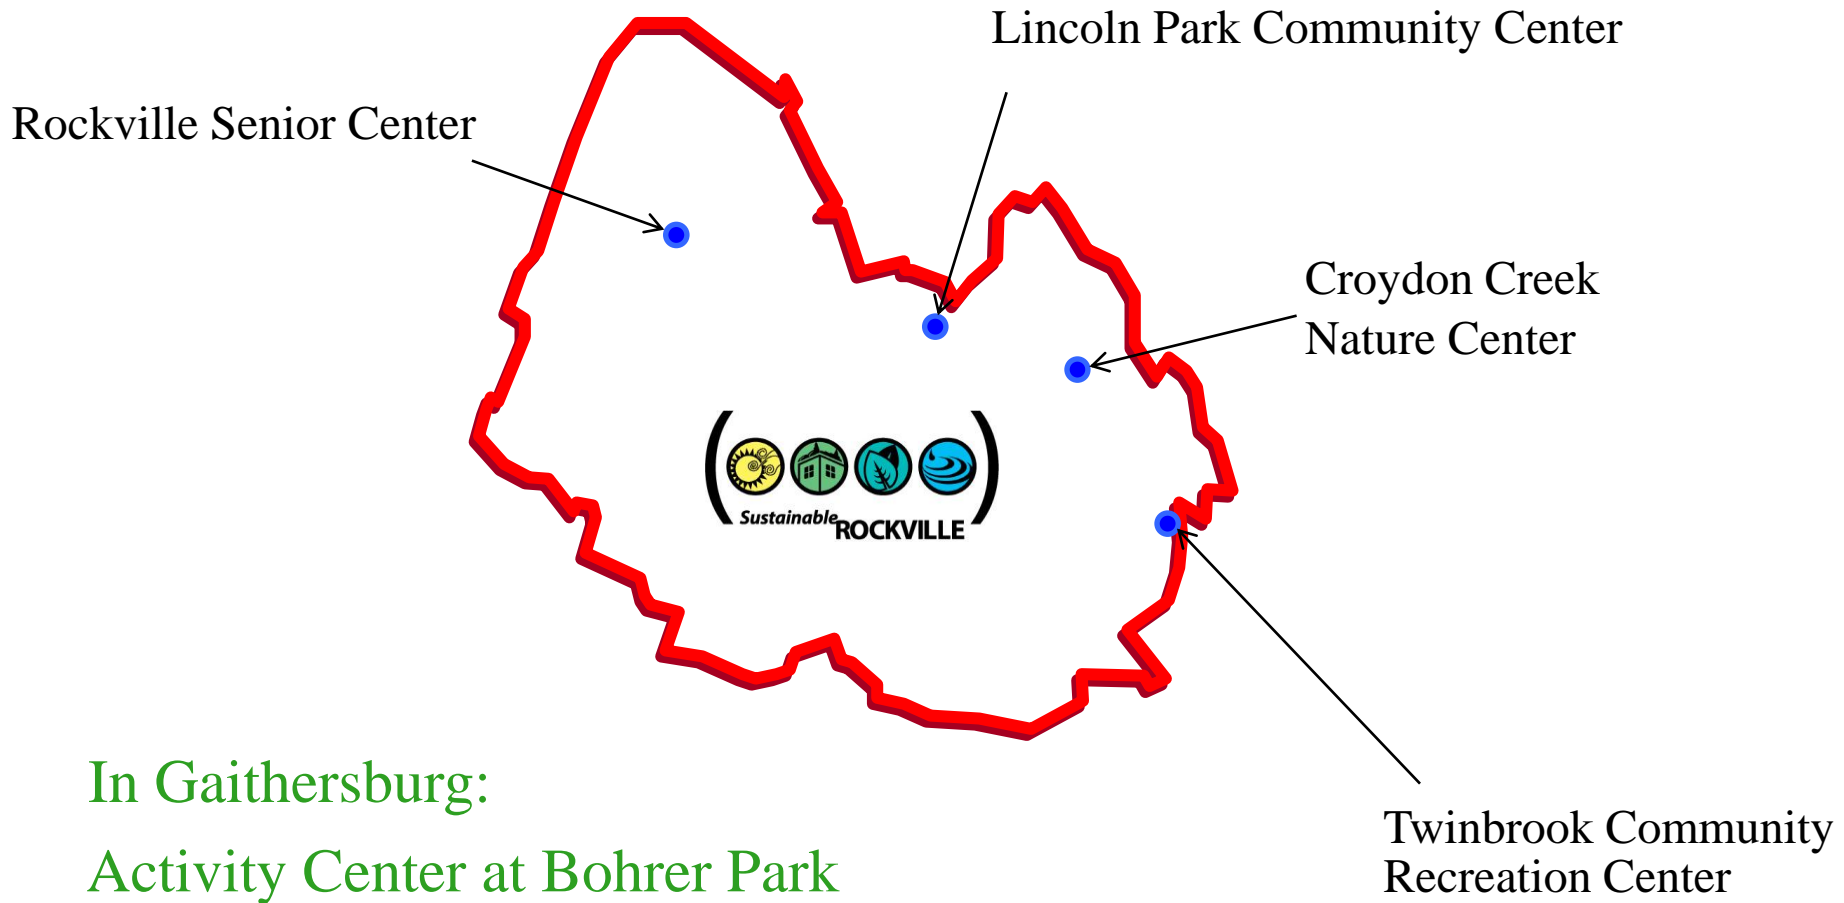 Lincoln Park Community Center
Rockville Senior Center
Croydon Creek
Nature Center
Sustainable
ROCKVILLE
In Gaithersburg:
Activity Center at Bohrer Park
Twinbrook Community
Recreation Center